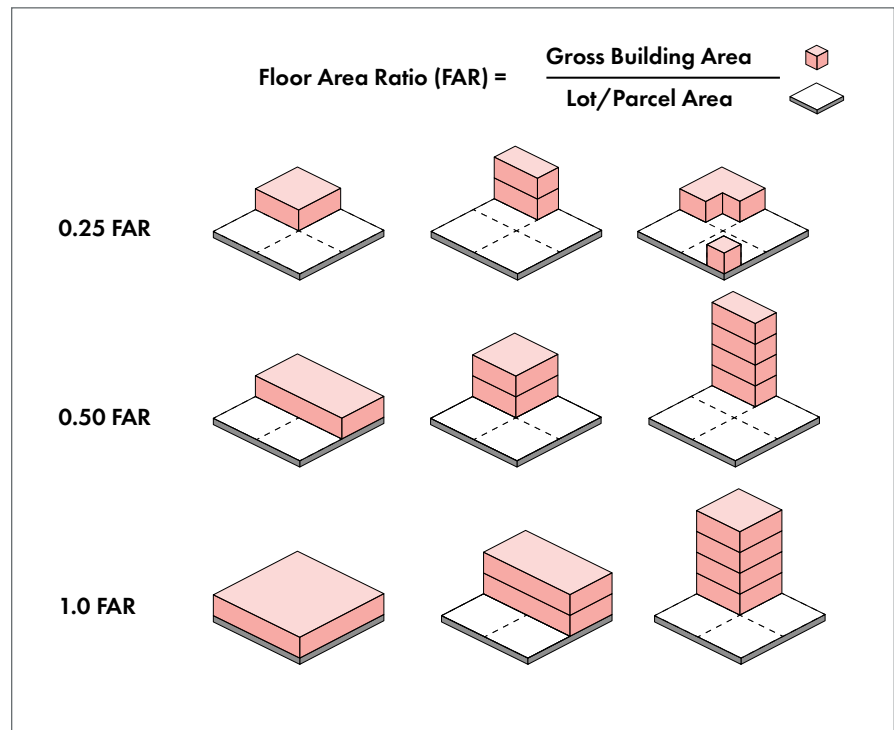 Floor Area Ratio (FAR) =
Gross Building Area
Lot/Parcel Area
0.25 FAR
0.50 FAR
1.0 FAR